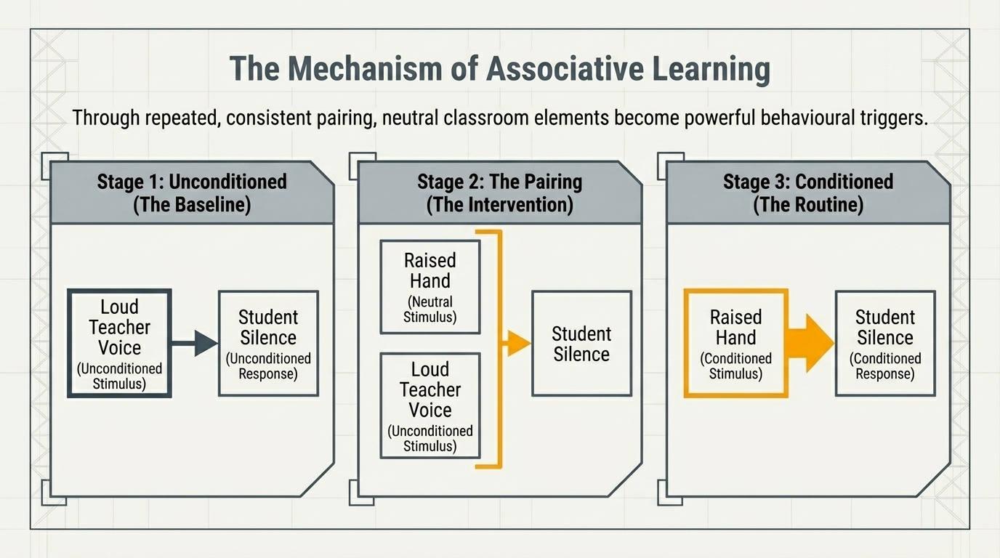 The Mechanism of Associative Learning
Through repeated, consistent pairing, neutral classroom elements become powerful behavioural triggers.
Stage 1: Unconditioned
(The Baseline)
Loud
Teacher
Voice
(Unconditioned
Stimulus)
Student
Silence
(Unconditioned
Response)
Stage 2: The Pairing
(The Intervention)
Raised
Hand
(Neutral
Stimulus)
Loud
Teacher
Voice
(Unconditioned
Stimulus)
Student
Silence
Stage 3: Conditioned
(The Routine)
Raised
Hand
(Conditioned
Stimulus)
Student
Silence
(Conditioned
Response)